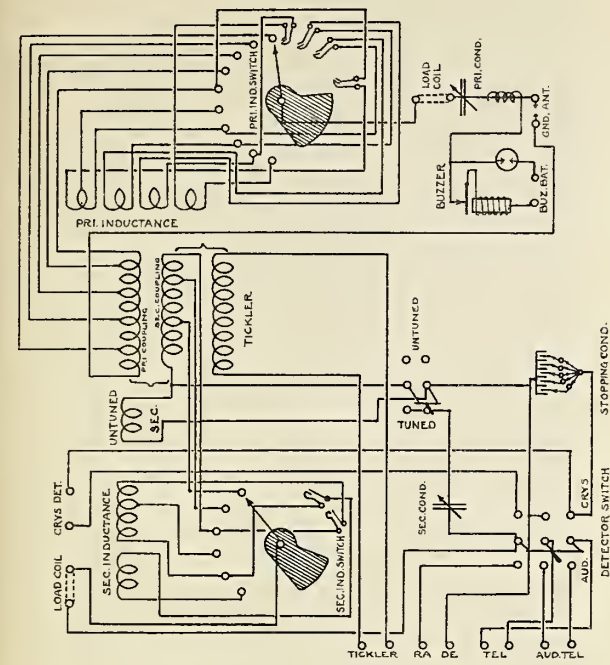 PRI. IND. SWITCH
LOAD
COIL
PRI. COND.
GND. ANT.
BUZZER
BUZ. BAT.
PRI. INDUCTANCE
PRI COUPLING
SEC. COUPLING
TICKLER
UNTUNED
SEC.
UNTUNED
TUNED
STOPPING COND.
CRYS. DET.
LOAD COIL
SEC. INDUCTANCE
SEC. IND. SWITCH
SEC. COND.
CRYS
AUD.
DETECTOR SWITCH
TICKLER
RA
DE
TEL
AUD. TEL